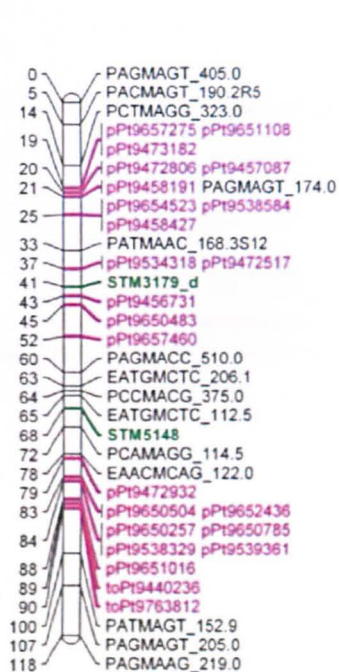 0 PAGMAGT_405.0
5 PACMAGT_190.2R5
14 PCTMAGG_323.0
19 pPt9657275 pPt9651108
pPt9473182
20 pPt9472806 pPt9457087
21 pPt9458191 PAGMAGT_174.0
25 pPt9654523 pPt9538584
pPt9458427
33 PATMAAC_168.3S12
37 pPt9534318 pPt9472517
41 STM3179_d
43 pPt9456731
45 pPt9650483
52 pPt9657460
60 PAGMACC_510.0
63 EATGMCTC_206.1
64 PCCMACG_375.0
65 EATGMCTC_112.5
68 STM5148
72 PCAMAGG_114.5
78 EAACMCAG_122.0
79 pPt9472932
83 pPt9650504 pPt9652436
84 pPt9650257 pPt9650785
pPt9538329 pPt9539361
88 pPt9651016
89 toPt9440236
90 toPt9763812
100 PATMAGT_152.9
107 PAGMAGT_205.0
118 PAGMAAG_219.0